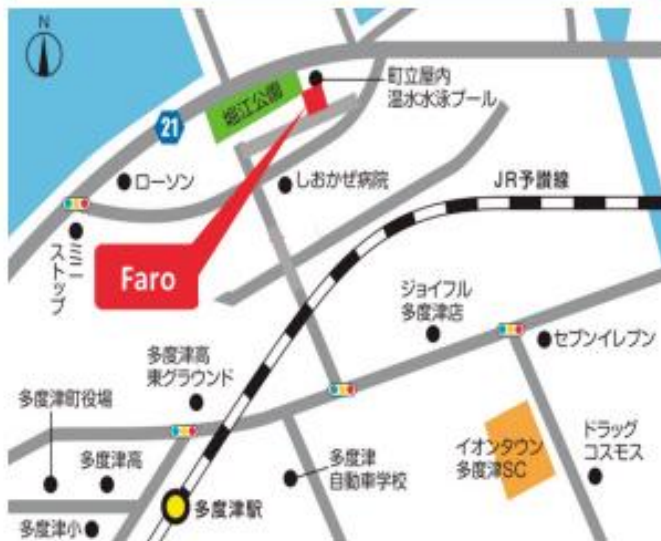 N
堀江公園
町立屋内
温水水泳プール
21
ローソン
しおかぜ病院
JR予讃線
ミニ
ストップ
Faro
ジョイフル
多度津店
セブンイレブン
多度津高
東グラウンド
多度津町役場
多度津高
多度津
自動車学校
イオンタウン
多度津SC
ドラッグ
コスモス
多度津駅
多度津小